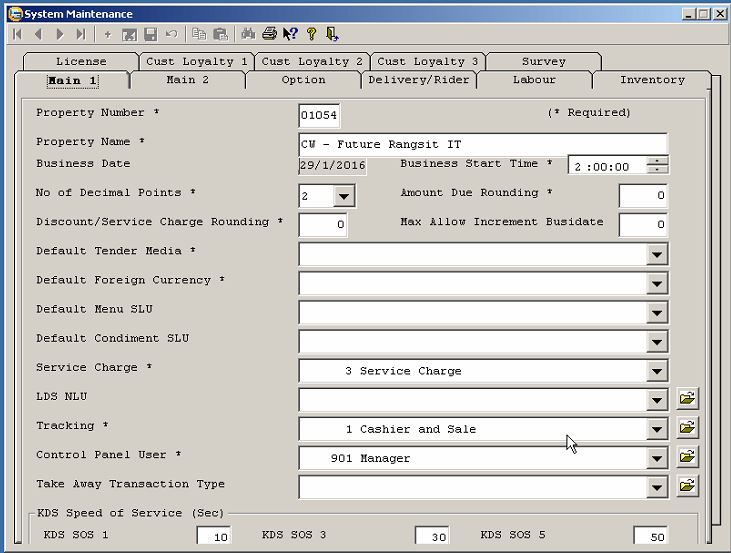 System Maintenance
License Cust Loyalty 1 Cust Loyalty 2 Cust Loyalty 3 Survey
Main 1 Main 2 Option Delivery/Rider Labour Inventory
Property Number * 01054 (* Required)
Property Name * CW - Future Rangsit IT
Business Date 29/1/2016 Business Start Time * 2 :00:00
No of Decimal Points * 2 Amount Due Rounding * 0
Discount/Service Charge Rounding * 0 Max Allow Increment Busidate 0
Default Tender Media *
Default Foreign Currency *
Default Menu SLU
Default Condiment SLU
Service Charge * 3 Service Charge
LDS NLU
Tracking * 1 Cashier and Sale
Control Panel User * 901 Manager
Take Away Transaction Type
KDS Speed of Service (Sec)
KDS SOS 1 10 KDS SOS 3 30 KDS SOS 5 50